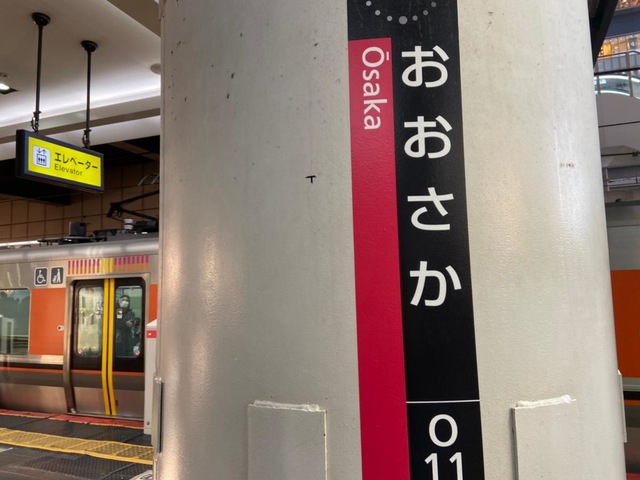 エレベーター
Elevator
おおさか
Ōsaka
O
11